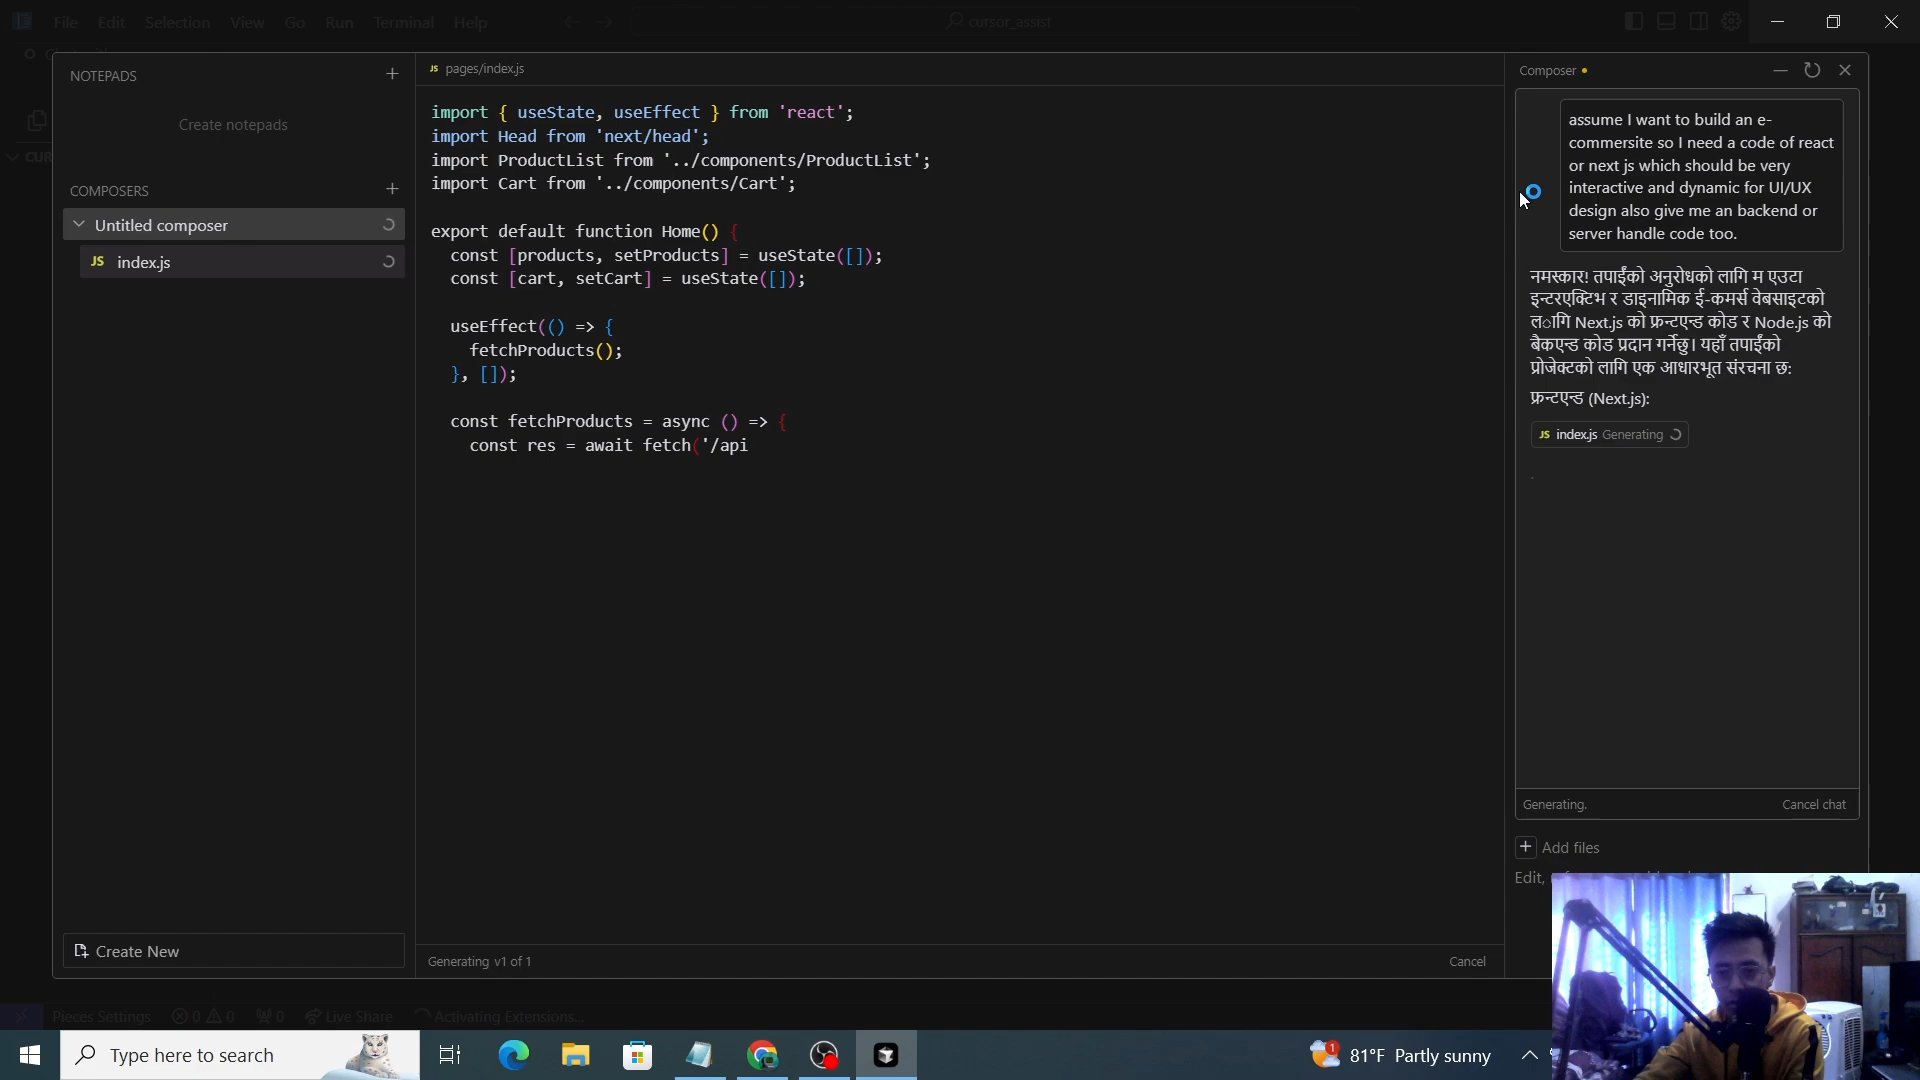 File Edit Selection View Go Run Terminal Help
cursor_assist
NOTEPADS
Create notepads
COMPOSERS
Untitled composer
JS index.js
Create New
JS pages/index.js
import { useState, useEffect } from 'react';
import Head from 'next/head';
import ProductList from '../components/ProductList';
import Cart from '../components/Cart';
export default function Home() {
const [products, setProducts] = useState([]);
const [cart, setCart] = useState([]);
useEffect(() => {
fetchProducts();
}, []);
const fetchProducts = async () => {
const res = await fetch('/api
Generating v1 of 1
Cancel
Composer
assume I want to build an e-
commersite so I need a code of react
or next js which should be very
interactive and dynamic for UI/UX
design also give me an backend or
server handle code too.
नमस्कार! तपाईंको अनुरोधको लागि म एउटा
इन्टरएक्टिभ र डाइनामिक ई-कमर्स वेबसाइटको
लागि Next.js को फ्रन्टएन्ड कोड र Node.js को
बैकएन्ड कोड प्रदान गर्नेछु। यहाँ तपाईंको
प्रोजेक्टको लागि एक आधारभूत संरचना छ:
फ्रन्टएन्ड (Next.js):
JS index.js Generating
Generating.
Cancel chat
Add files
Edit,
Pieces Settings 0 0 0 Live Share Activating Extensions...
Type here to search
81°F Partly sunny